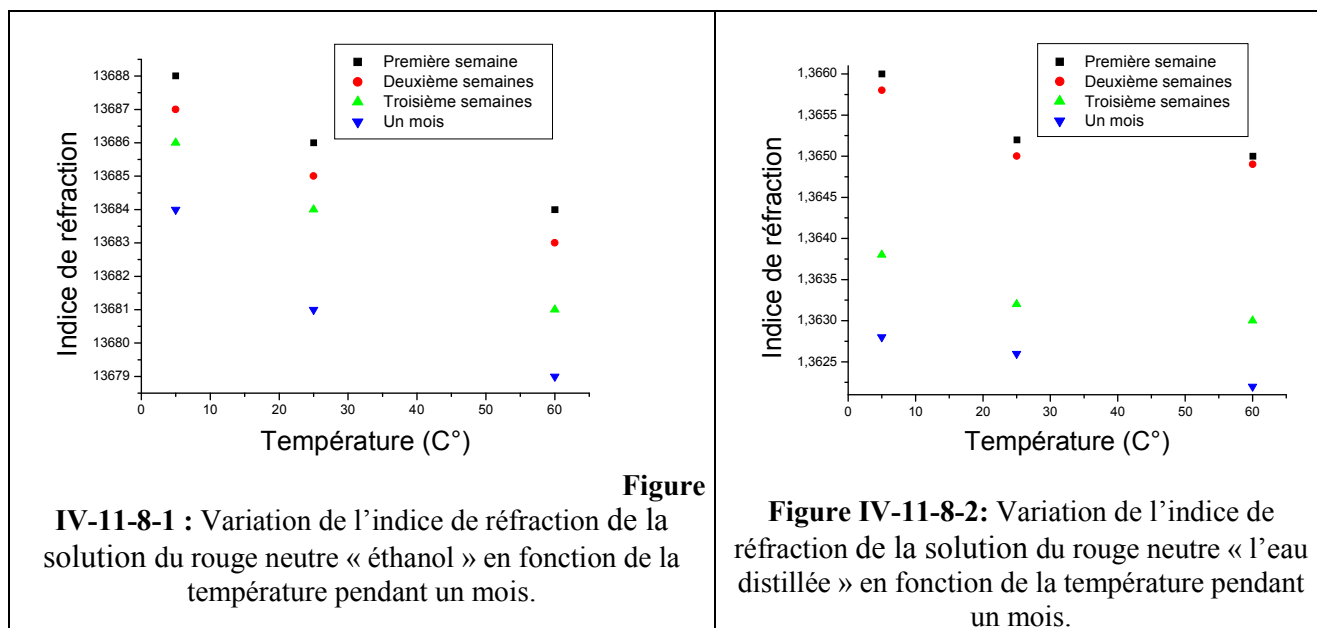 Première semaine
Deuxième semaines
Troisième semaines
Un mois
13688
13687
13686
13685
13684
13683
13682
13681
13680
13679
Indice de réfraction
0 10 20 30 40 50 60
Température (C°)
Figure
IV-11-8-1 : Variation de l’indice de réfraction de la
solution du rouge neutre « éthanol » en fonction de la
température pendant un mois.
Première semaine
Deuxième semaines
Troisième semaines
Un mois
1,3660
1,3655
1,3650
1,3645
1,3640
1,3635
1,3630
1,3625
Indice de réfraction
0 10 20 30 40 50 60
Température (C°)
Figure IV-11-8-2: Variation de l’indice de
réfraction de la solution du rouge neutre « l’eau
distillée » en fonction de la température pendant
un mois.